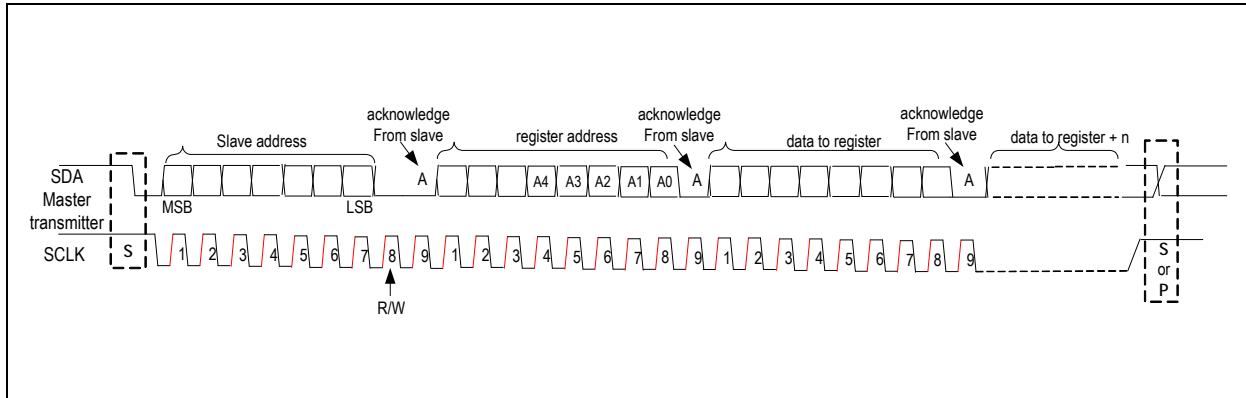 acknowledge
From slave
acknowledge
From slave
acknowledge
From slave
Slave address
register address
data to register
data to register + n
SDA
Master
transmitter
A
A4 A3 A2 A1 A0
A
A
MSB
LSB
SCLK
S
1 2 3 4 5 6 7 8 9 1 2 3 4 5 6 7 8 9 1 2 3 4 5 6 7 8 9
S
or
P
R/W